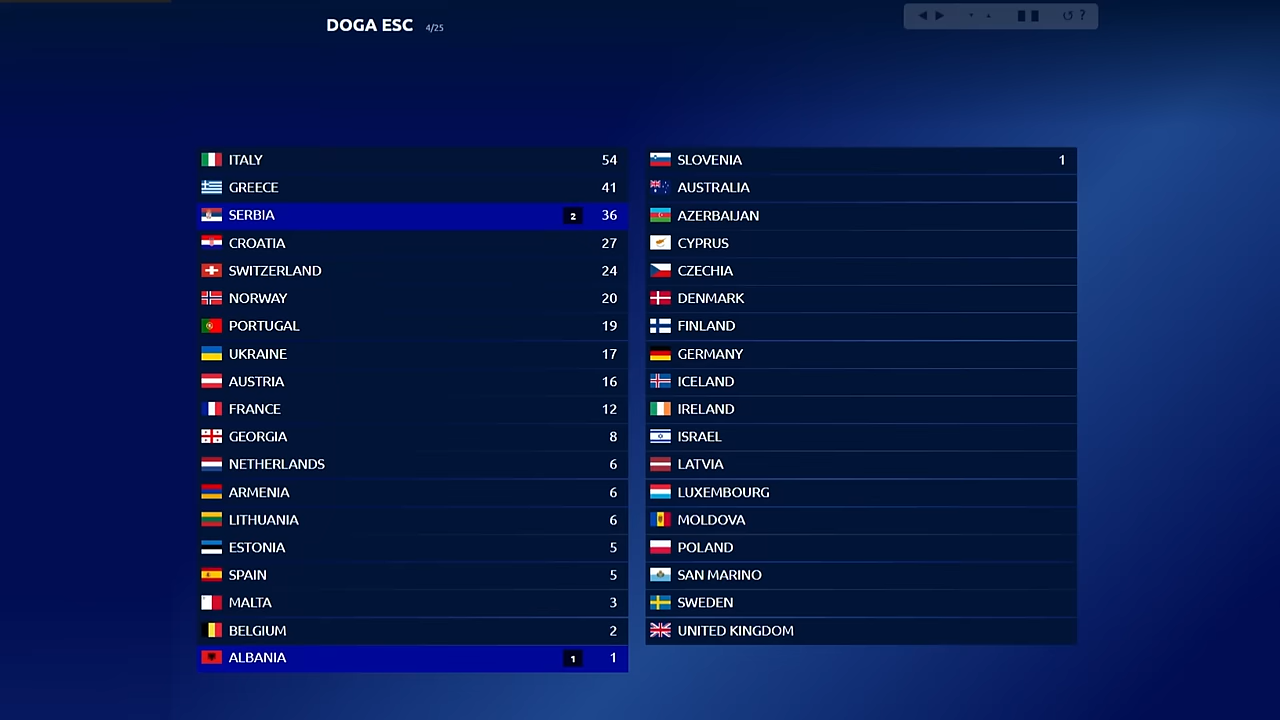 DOGA ESC 4/25
?
ITALY 54
GREECE 41
SERBIA 2 36
CROATIA 27
SWITZERLAND 24
NORWAY 20
PORTUGAL 19
UKRAINE 17
AUSTRIA 16
FRANCE 12
GEORGIA 8
NETHERLANDS 6
ARMENIA 6
LITHUANIA 6
ESTONIA 5
SPAIN 5
MALTA 3
BELGIUM 2
ALBANIA 1 1
SLOVENIA 1
AUSTRALIA
AZERBAIJAN
CYPRUS
CZECHIA
DENMARK
FINLAND
GERMANY
ICELAND
IRELAND
ISRAEL
LATVIA
LUXEMBOURG
MOLDOVA
POLAND
SAN MARINO
SWEDEN
UNITED KINGDOM